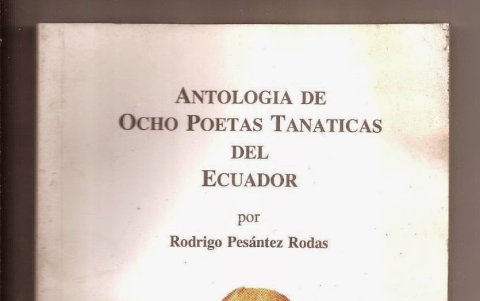 ANTOLOGIA DE
OCHO POETAS TANATICAS
DEL
ECUADOR
por
Rodrigo Pesántez Rodas